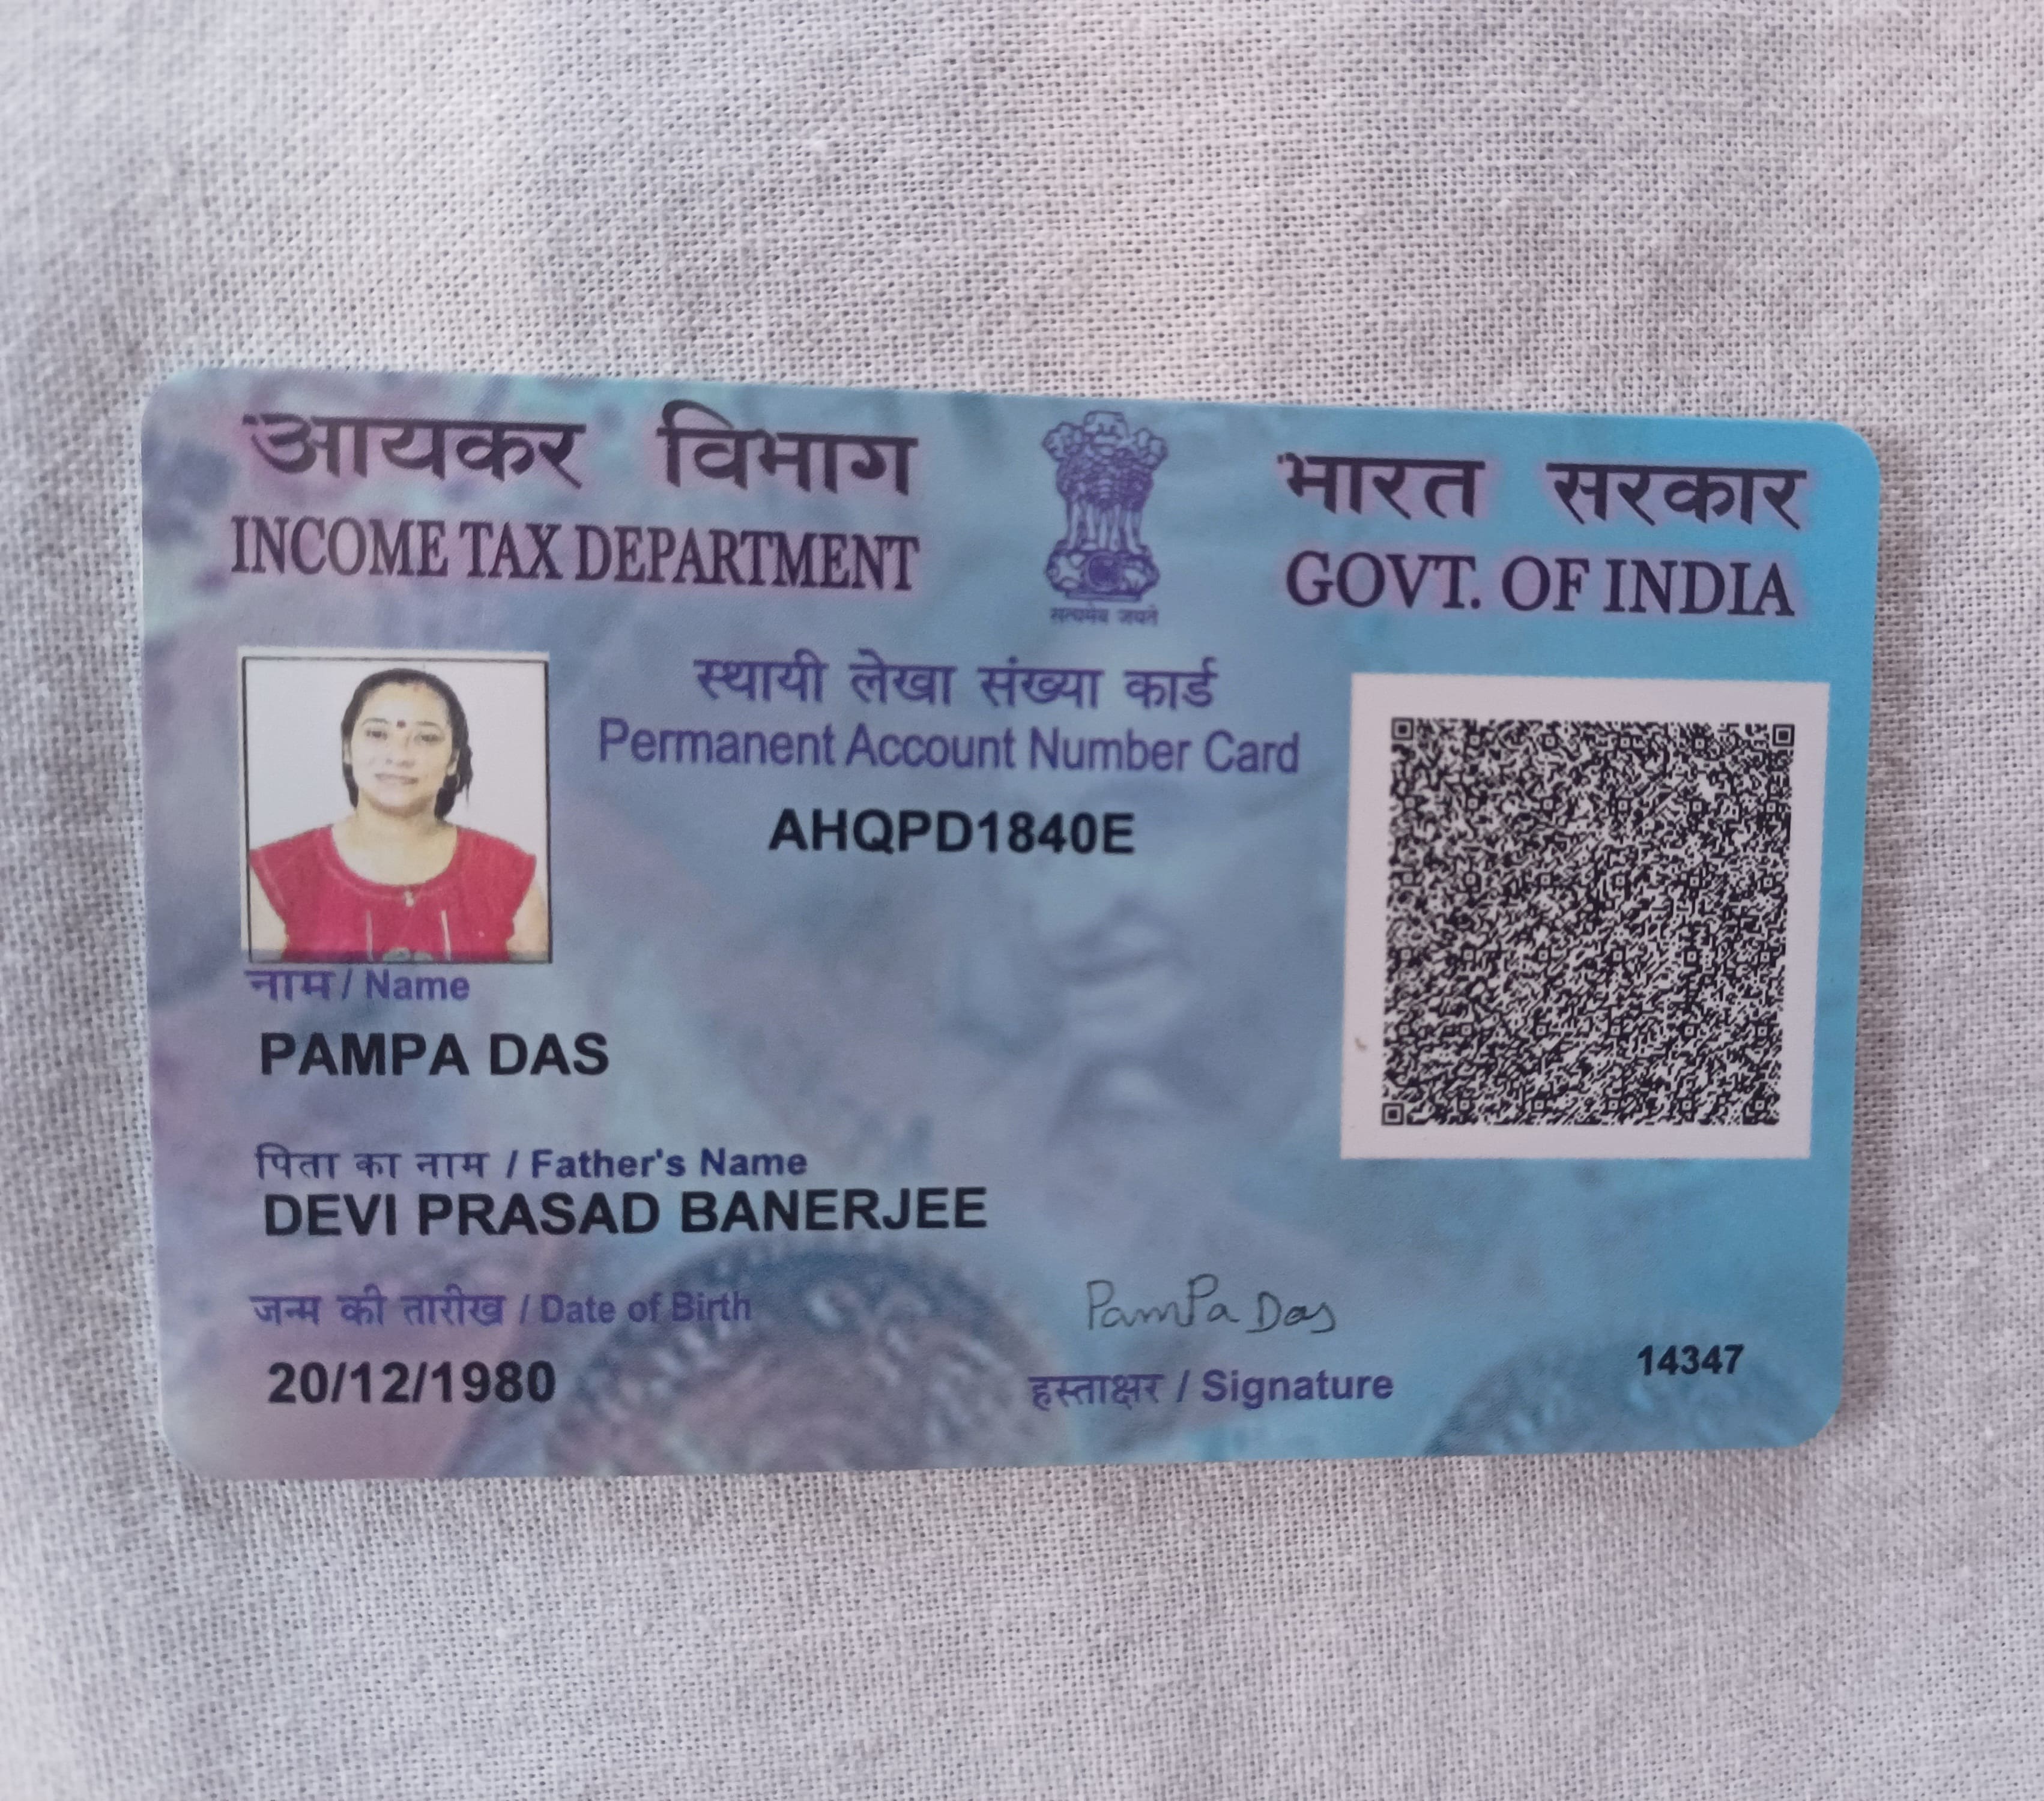 आयकर विभाग
INCOME TAX DEPARTMENT
सत्यमेव जयते
भारत सरकार
GOVT. OF INDIA
स्थायी लेखा संख्या कार्ड
Permanent Account Number Card
AHQPD1840E
नाम / Name
PAMPA DAS
पिता का नाम / Father's Name
DEVI PRASAD BANERJEE
जन्म की तारीख / Date of Birth
20/12/1980
PamPa Das
हस्ताक्षर / Signature
14347